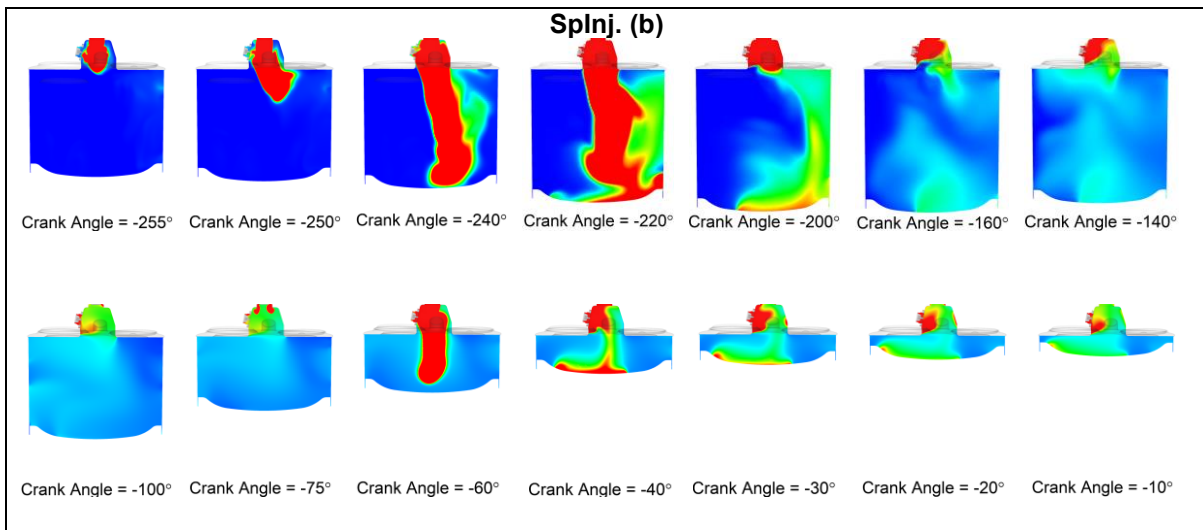 SpInj. (b)
Crank Angle = -255°
Crank Angle = -250°
Crank Angle = -240°
Crank Angle = -220°
Crank Angle = -200°
Crank Angle = -160°
Crank Angle = -140°
Crank Angle = -100°
Crank Angle = -75°
Crank Angle = -60°
Crank Angle = -40°
Crank Angle = -30°
Crank Angle = -20°
Crank Angle = -10°